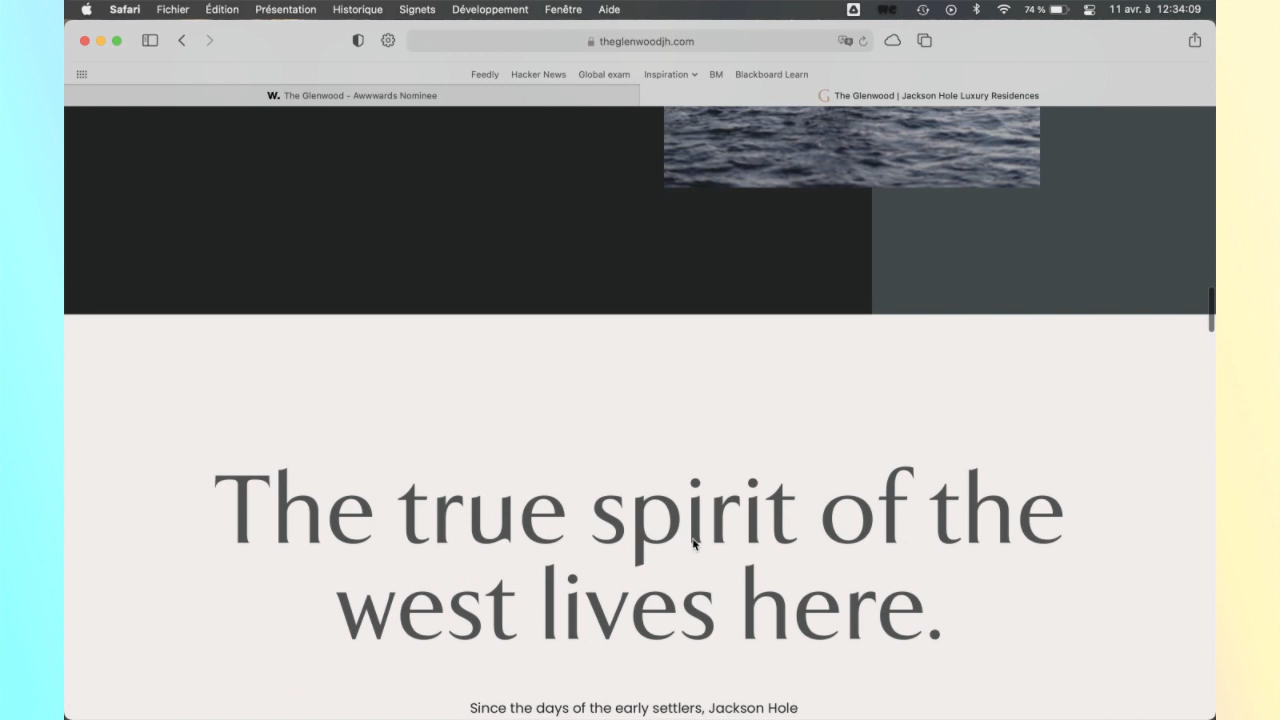 Safari Fichier Édition Présentation Historique Signets Développement Fenêtre Aide 74 % 11 avr. à 12:34:09
theglenwoodjh.com
Feedly Hacker News Global exam Inspiration BM Blackboard Learn
W. The Glenwood - Awwwards Nominee G The Glenwood | Jackson Hole Luxury Residences
The true spirit of the
west lives here.
Since the days of the early settlers, Jackson Hole